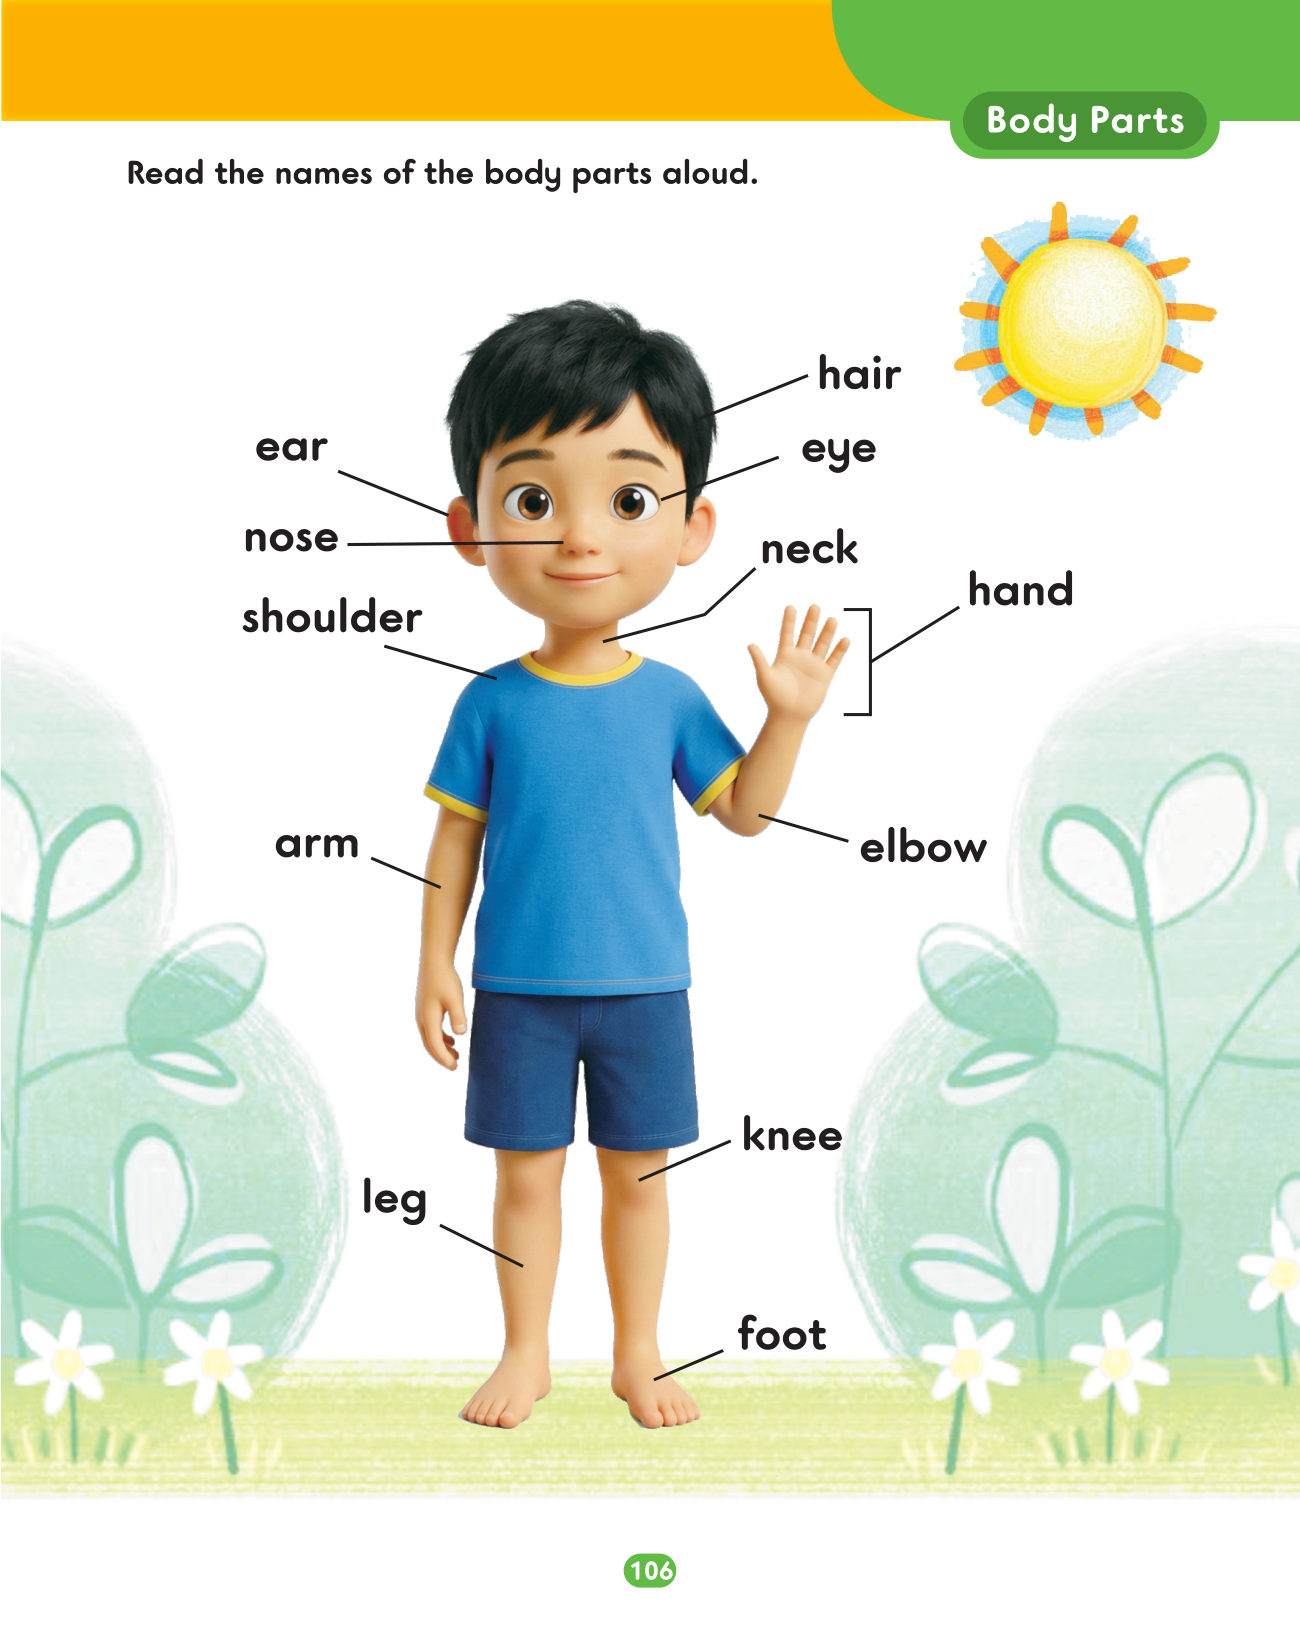 Body Parts
Read the names of the body parts aloud.
hair
ear
eye
nose
neck
hand
shoulder
arm
elbow
knee
leg
foot
106